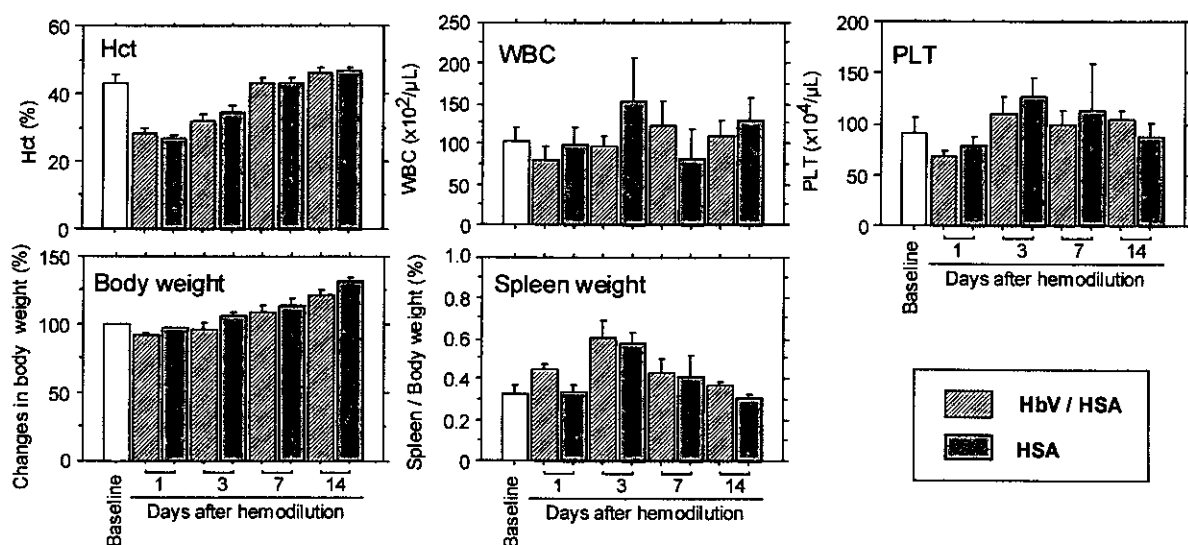 Hct
Hct (%)
60
40
20
0
WBC
WBC (x10²/μL)
250
200
150
100
50
0
PLT
PLT (x10⁴/μL)
200
150
100
50
0
Baseline
1 3 7 14
Days after hemodilution
Body weight
Changes in body weight (%)
150
100
50
0
Baseline
1 3 7 14
Days after hemodilution
Spleen weight
Spleen / Body weight (%)
1.0
0.8
0.6
0.4
0.2
0
Baseline
1 3 7 14
Days after hemodilution
HbV / HSA
HSA